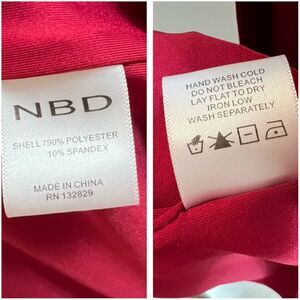 NBD
SHELL:90% POLYESTER
10% SPANDEX
MADE IN CHINA
RN 132829
HAND WASH COLD
DO NOT BLEACH
LAY FLAT TO DRY
IRON LOW
WASH SEPARATELY